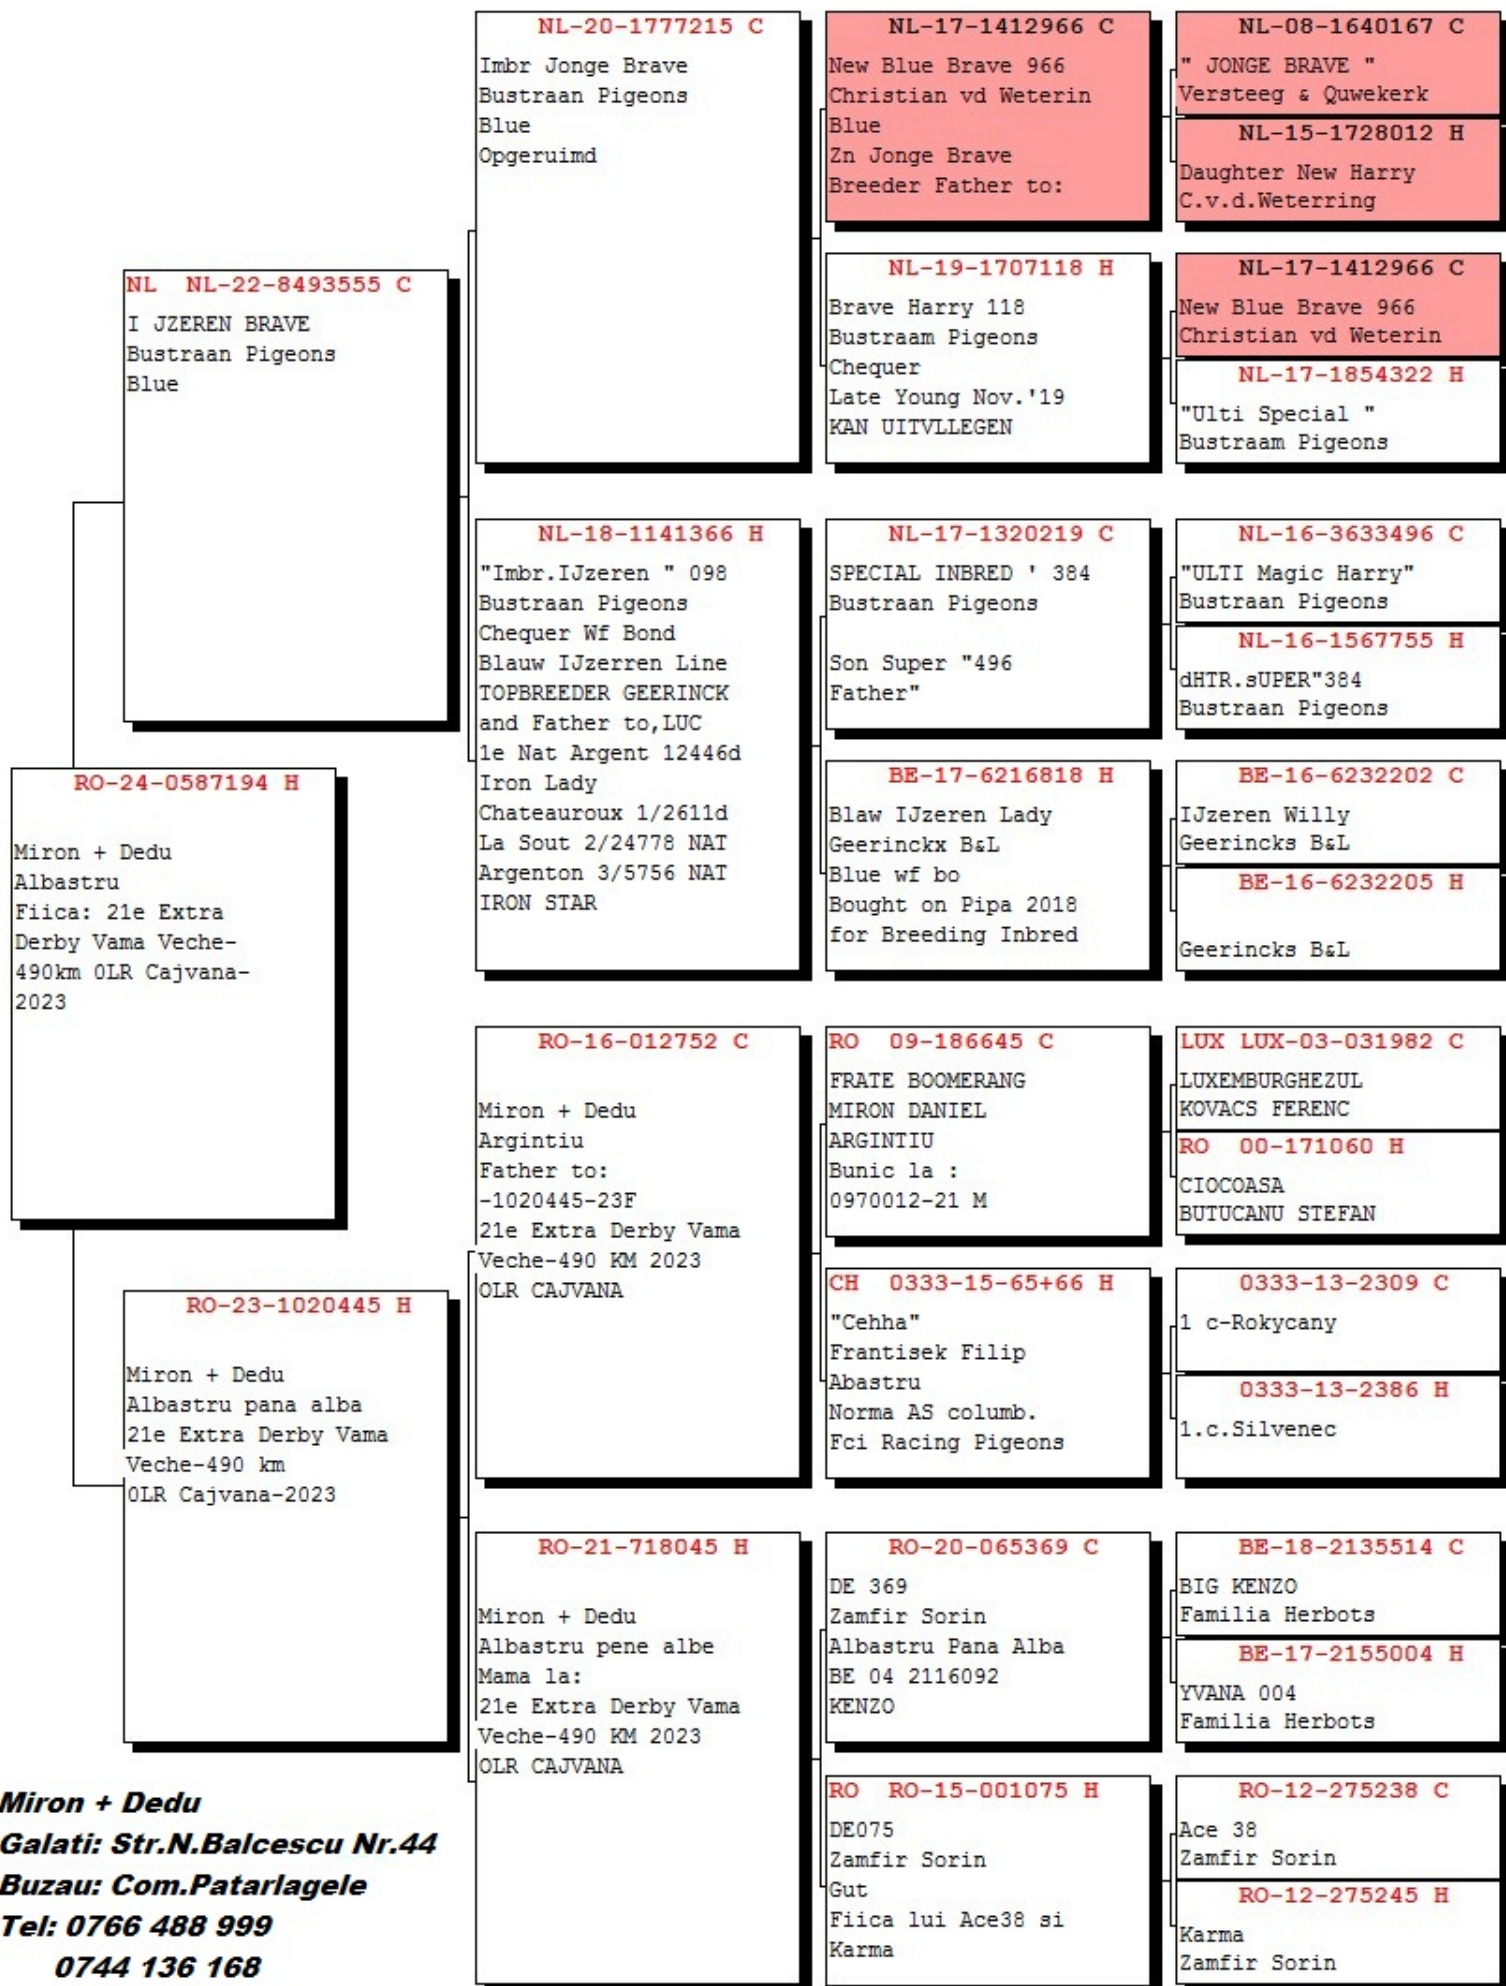 NL-20-1777215 C
Imbr Jonge Brave
Bustraan Pigeons
Blue
Opgeruimd
NL-17-1412966 C
New Blue Brave 966
Christian vd Weterin
Blue
Zn Jonge Brave
Breeder Father to:
NL-08-1640167 C
" JONGE BRAVE "
Versteeg & Quwekerk
NL-15-1728012 H
Daughter New Harry
C.v.d.Weterring
NL NL-22-8493555 C
I JZEREN BRAVE
Bustraan Pigeons
Blue
NL-19-1707118 H
Brave Harry 118
Bustraam Pigeons
Chequer
Late Young Nov.'19
KAN UITVLLEGEN
NL-17-1412966 C
New Blue Brave 966
Christian vd Weterin
NL-17-1854322 H
"Ulti Special "
Bustraam Pigeons
NL-18-1141366 H
"Imbr.IJzeren " 098
Bustraan Pigeons
Chequer Wf Bond
Blauw IJzerren Line
TOPBREEDER GEERINCK
and Father to,LUC
1e Nat Argent 12446d
Iron Lady
Chateauroux 1/2611d
La Sout 2/24778 NAT
Argenton 3/5756 NAT
IRON STAR
NL-17-1320219 C
SPECIAL INBRED ' 384
Bustraan Pigeons
Son Super "496
Father"
NL-16-3633496 C
"ULTI Magic Harry"
Bustraan Pigeons
NL-16-1567755 H
dHTR.sUPER"384
Bustraan Pigeons
BE-17-6216818 H
Blaw IJzeren Lady
Geerinckx B&L
Blue wf bo
Bought on Pipa 2018
for Breeding Inbred
BE-16-6232202 C
IJzeren Willy
Geerincks B&L
BE-16-6232205 H
Geerincks B&L
RO-24-0587194 H
Miron + Dedu
Albastru
Fiica: 21e Extra
Derby Vama Veche-
490km 0LR Cajvana-
2023
RO-16-012752 C
Miron + Dedu
Argintiu
Father to:
-1020445-23F
21e Extra Derby Vama
Veche-490 KM 2023
OLR CAJVANA
RO 09-186645 C
FRATE BOOMERANG
MIRON DANIEL
ARGINTIU
Bunic la :
0970012-21 M
LUX LUX-03-031982 C
LUXEMBURGHEZUL
KOVACS FERENC
RO 00-171060 H
CIOCOASA
BUTUCANU STEFAN
CH 0333-15-65+66 H
"Cehha"
Frantisek Filip
Abastru
Norma AS columb.
Fci Racing Pigeons
0333-13-2309 C
1 c-Rokycany
0333-13-2386 H
1.c.Silvenec
RO-23-1020445 H
Miron + Dedu
Albastru pana alba
21e Extra Derby Vama
Veche-490 km
0LR Cajvana-2023
RO-21-718045 H
Miron + Dedu
Albastru pene albe
Mama la:
21e Extra Derby Vama
Veche-490 KM 2023
OLR CAJVANA
RO-20-065369 C
DE 369
Zamfir Sorin
Albastru Pana Alba
BE 04 2116092
KENZO
BE-18-2135514 C
BIG KENZO
Familia Herbots
BE-17-2155004 H
YVANA 004
Familia Herbots
RO RO-15-001075 H
DE075
Zamfir Sorin
Gut
Fiica lui Ace38 si
Karma
RO-12-275238 C
Ace 38
Zamfir Sorin
RO-12-275245 H
Karma
Zamfir Sorin
Miron + Dedu
Galati: Str.N.Balcescu Nr.44
Buzau: Com.Patarlagele
Tel: 0766 488 999
0744 136 168